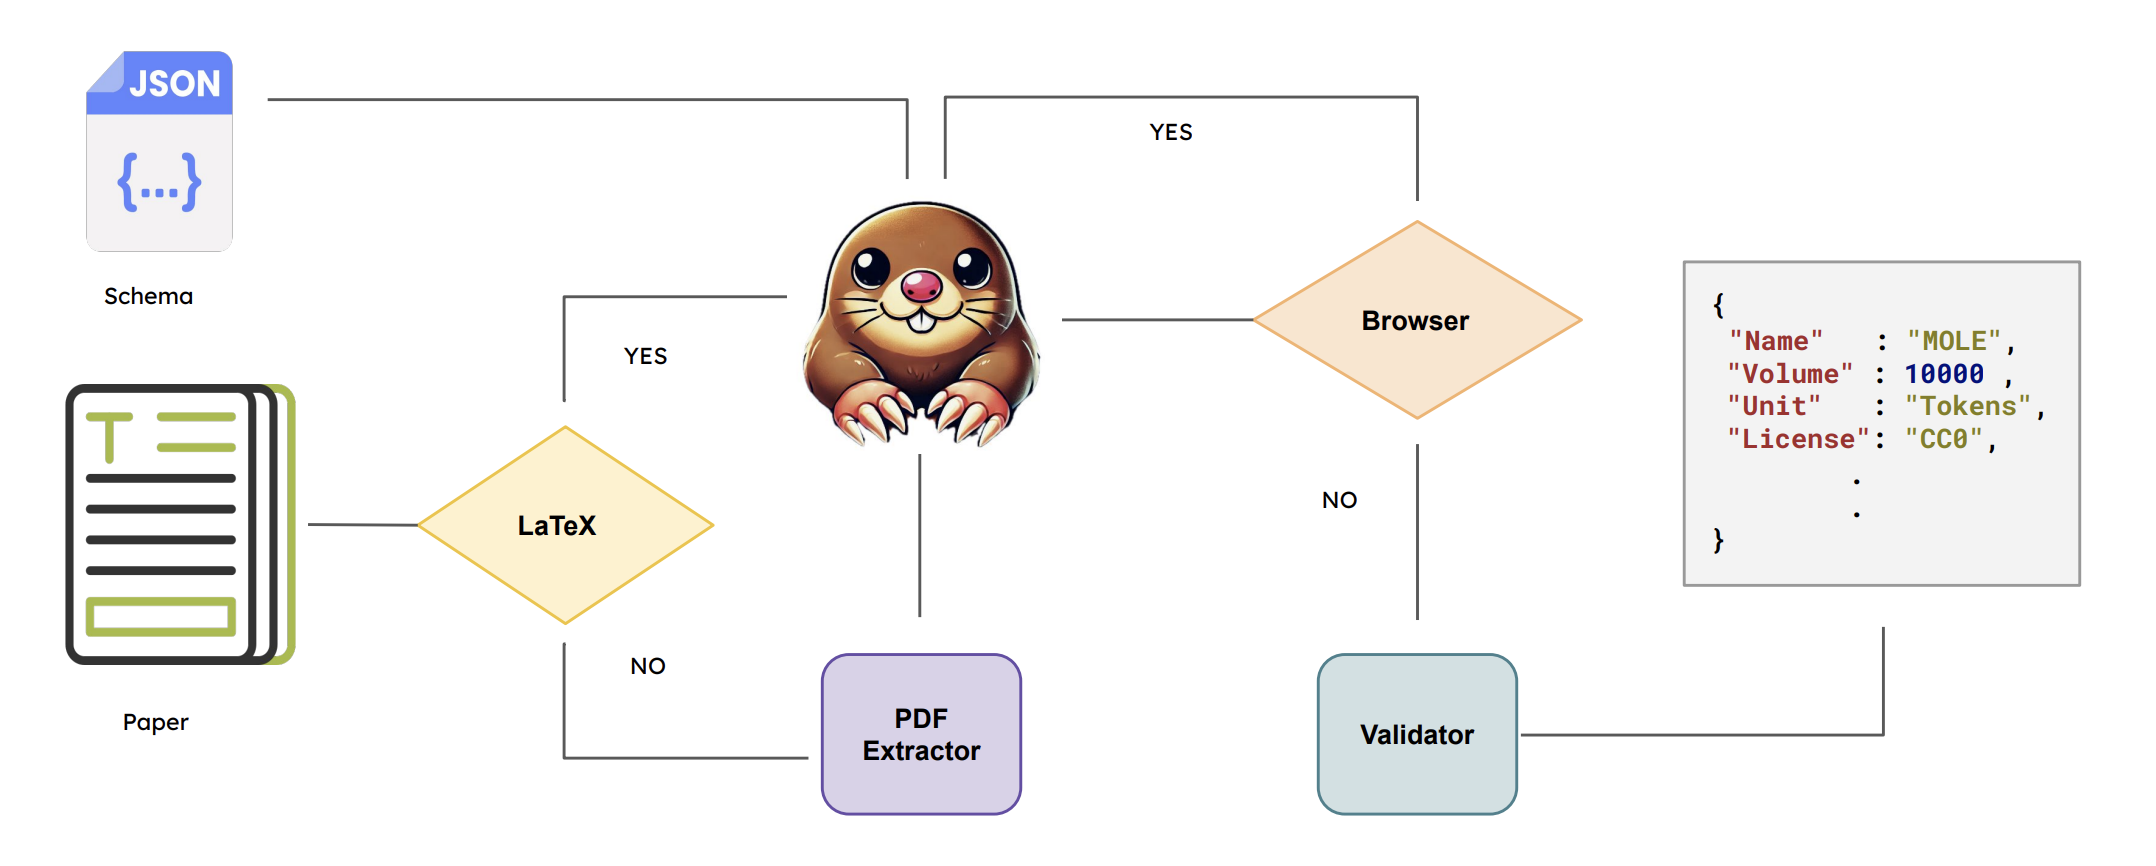 JSON
{...}
Schema
Paper
LaTeX
YES
NO
PDF
Extractor
YES
Browser
NO
Validator
{
"Name" : "MOLE",
"Volume" : 10000 ,
"Unit" : "Tokens",
"License": "CC0",
.
.
}